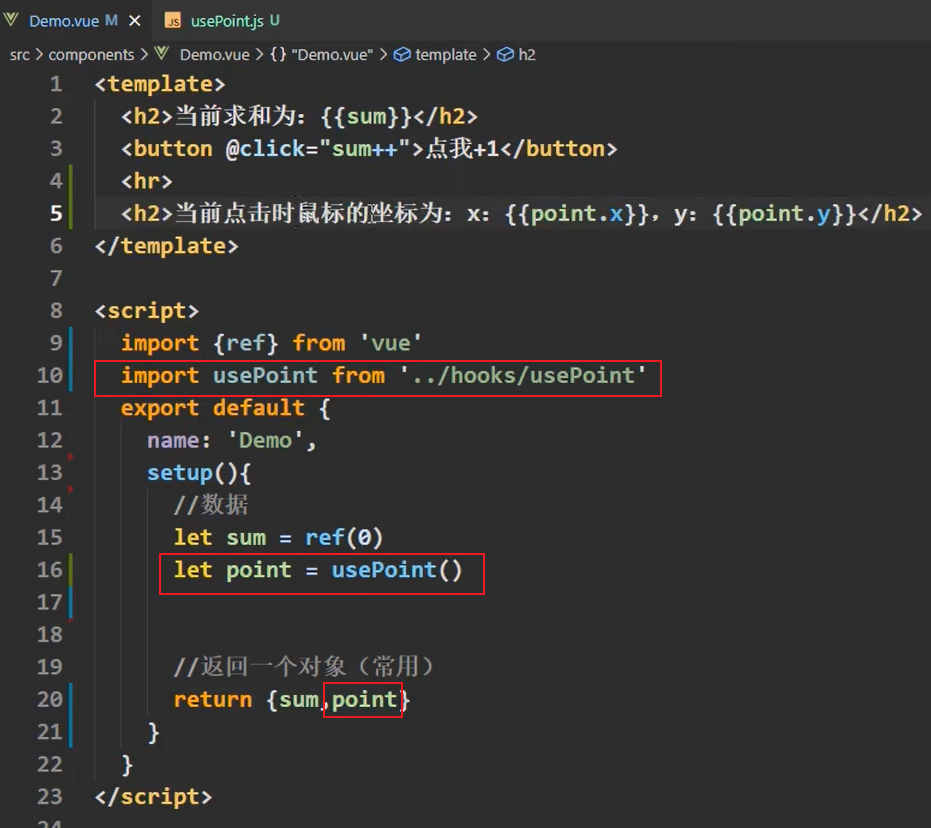 Demo.vue M ×
JS usePoint.js U
src > components > Demo.vue > {} "Demo.vue" > template > h2
1 <template>
2 <h2>当前求和为：{{sum}}</h2>
3 <button @click="sum++">点我+1</button>
4 <hr>
5 <h2>当前点击时鼠标的坐标为：x：{{point.x}}，y：{{point.y}}</h2>
6 </template>
7
8 <script>
9 import {ref} from 'vue'
10 import usePoint from '../hooks/usePoint'
11 export default {
12 name: 'Demo',
13 setup(){
14 //数据
15 let sum = ref(0)
16 let point = usePoint()
17
18
19 //返回一个对象（常用）
20 return {sum,point}
21 }
22 }
23 </script>
24